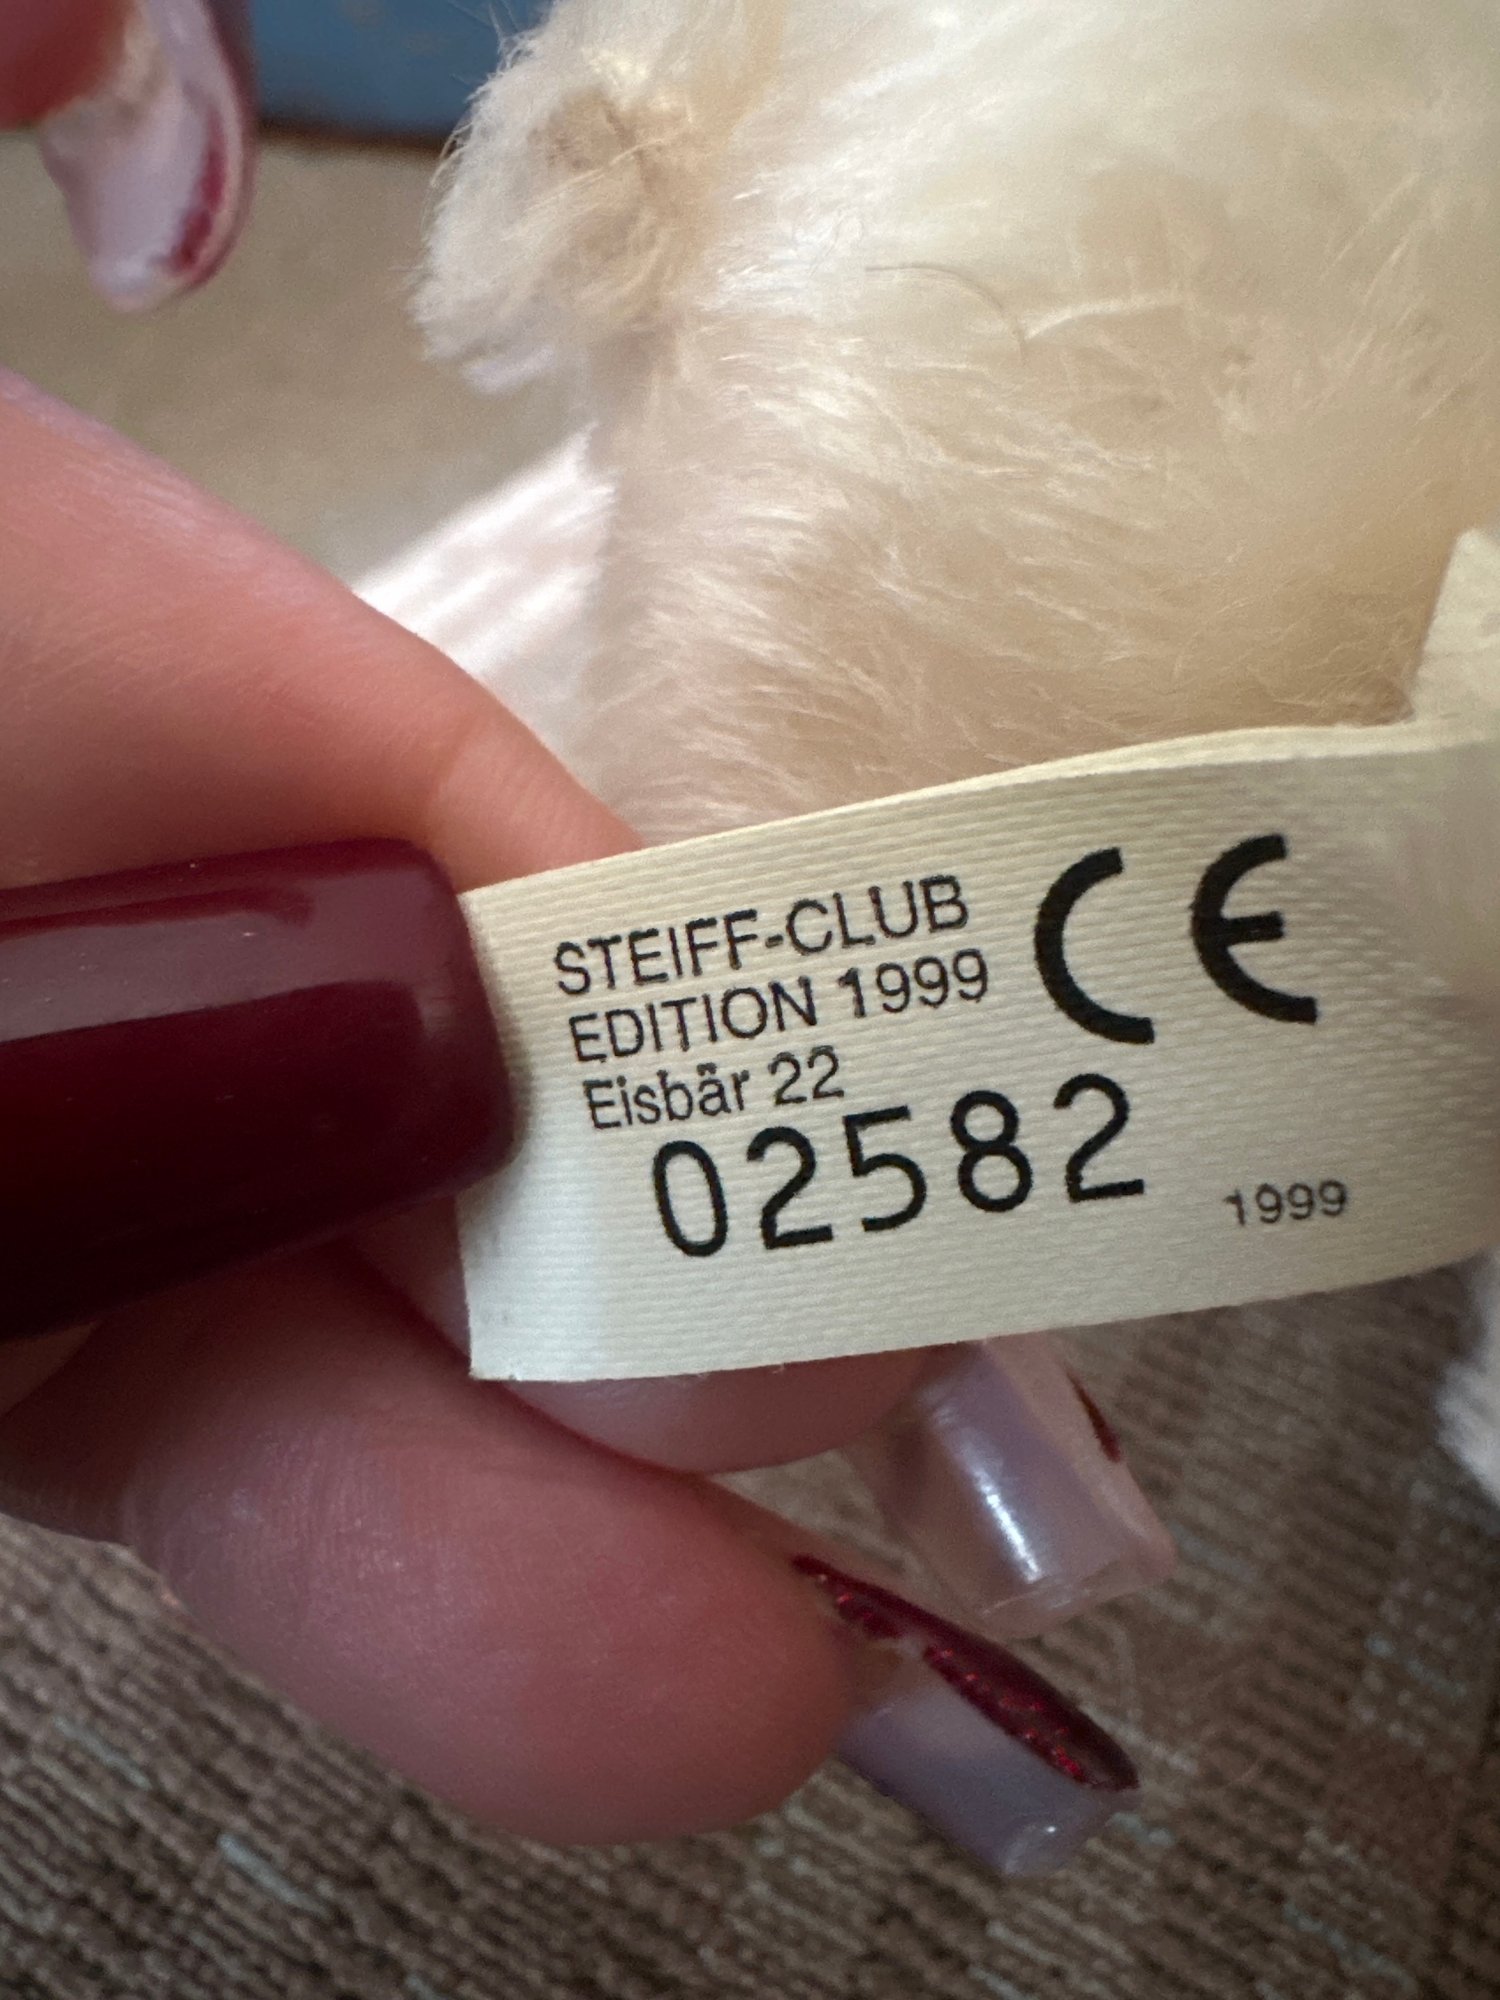 STEIFF-CLUB
EDITION 1999
Eisbär 22
CE
02582
1999